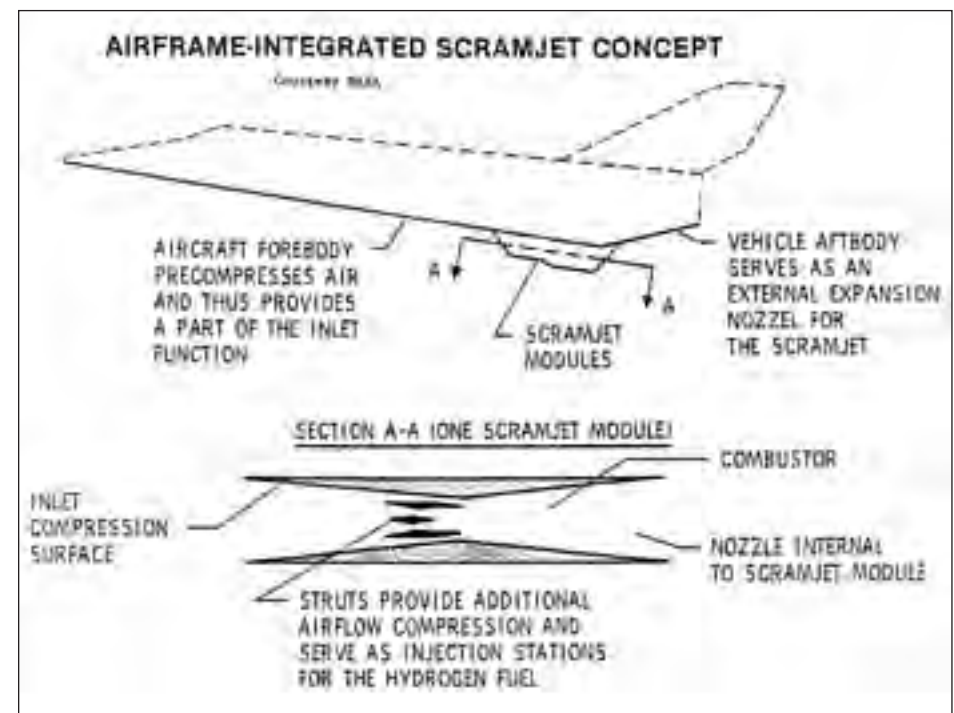 AIRFRAME-INTEGRATED SCRAMJET CONCEPT
AIRCRAFT FOREBODY
PRECOMPRESSES AIR
AND THUS PROVIDES
A PART OF THE INLET
FUNCTION
A
A
SCRAMJET
MODULES
VEHICLE AFTBODY
SERVES AS AN
EXTERNAL EXPANSION
NOZZEL FOR
THE SCRAMJET
SECTION A-A (ONE SCRAMJET MODULE)
INLET
COMPRESSION
SURFACE
COMBUSTOR
NOZZLE INTERNAL
TO SCRAMJET MODULE
STRUTS PROVIDE ADDITIONAL
AIRFLOW COMPRESSION AND
SERVE AS INJECTION STATIONS
FOR THE HYDROGEN FUEL